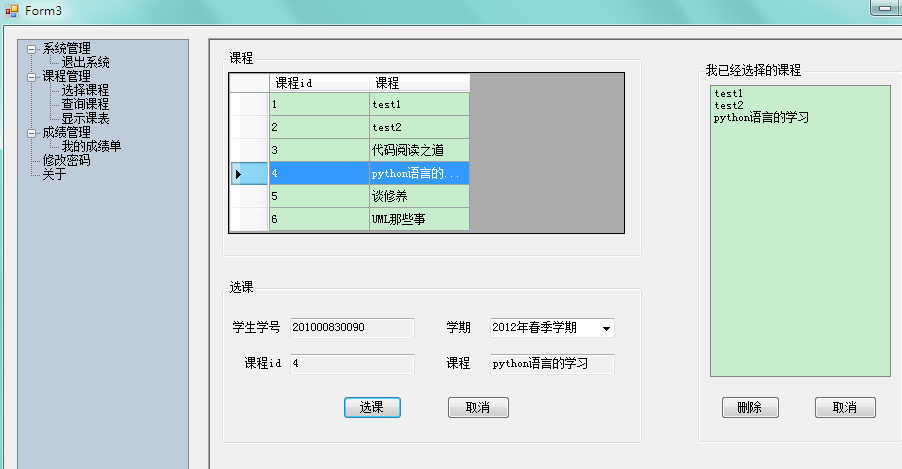 Form3
系统管理
退出系统
课程管理
选择课程
查询课程
显示课表
成绩管理
我的成绩单
修改密码
关于
课程
课程id 课程
1 test1
2 test2
3 代码阅读之道
4 python语言的...
5 谈修养
6 UML那些事
选课
学生学号 201000830090 学期 2012年春季学期
课程id 4 课程 python语言的学习
选课 取消
我已经选择的课程
test1
test2
python语言的学习
删除 取消